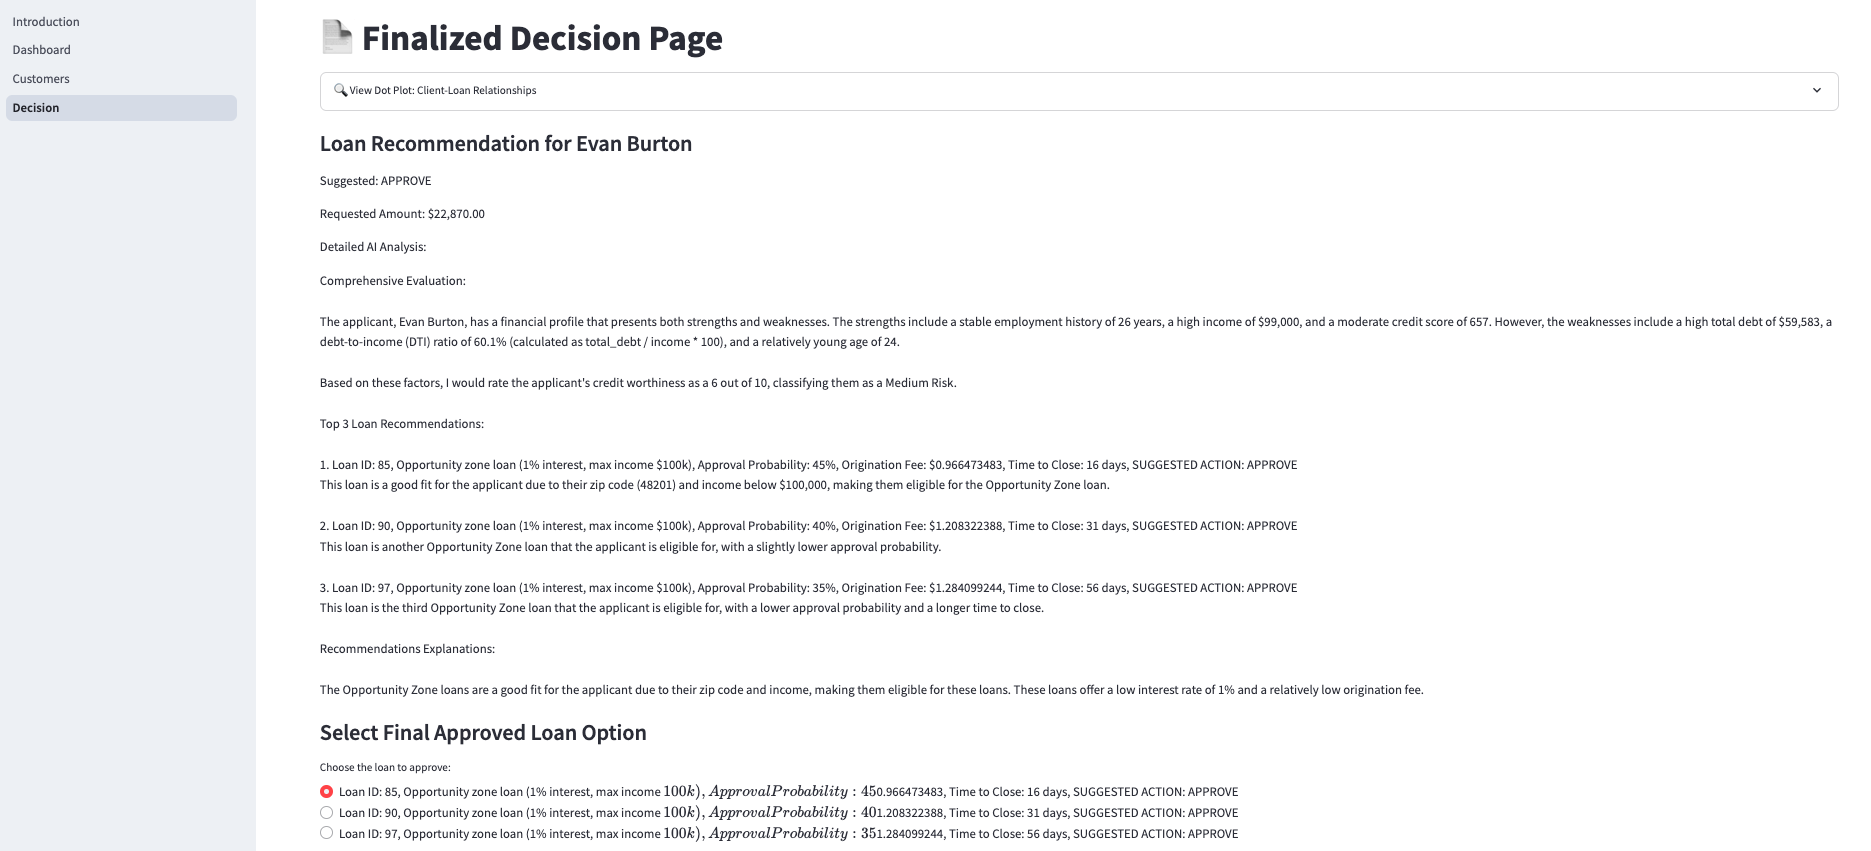 Introduction
Dashboard
Customers
Decision
Finalized Decision Page
View Dot Plot: Client-Loan Relationships
Loan Recommendation for Evan Burton
Suggested: APPROVE
Requested Amount: $22,870.00
Detailed AI Analysis:
Comprehensive Evaluation:
The applicant, Evan Burton, has a financial profile that presents both strengths and weaknesses. The strengths include a stable employment history of 26 years, a high income of $99,000, and a moderate credit score of 657. However, the weaknesses include a high total debt of $59,583, a
debt-to-income (DTI) ratio of 60.1% (calculated as total_debt / income * 100), and a relatively young age of 24.
Based on these factors, I would rate the applicant's credit worthiness as a 6 out of 10, classifying them as a Medium Risk.
Top 3 Loan Recommendations:
1. Loan ID: 85, Opportunity zone loan (1% interest, max income $100k), Approval Probability: 45%, Origination Fee: $0.966473483, Time to Close: 16 days, SUGGESTED ACTION: APPROVE
This loan is a good fit for the applicant due to their zip code (48201) and income below $100,000, making them eligible for the Opportunity Zone loan.
2. Loan ID: 90, Opportunity zone loan (1% interest, max income $100k), Approval Probability: 40%, Origination Fee: $1.208322388, Time to Close: 31 days, SUGGESTED ACTION: APPROVE
This loan is another Opportunity Zone loan that the applicant is eligible for, with a slightly lower approval probability.
3. Loan ID: 97, Opportunity zone loan (1% interest, max income $100k), Approval Probability: 35%, Origination Fee: $1.284099244, Time to Close: 56 days, SUGGESTED ACTION: APPROVE
This loan is the third Opportunity Zone loan that the applicant is eligible for, with a lower approval probability and a longer time to close.
Recommendations Explanations:
The Opportunity Zone loans are a good fit for the applicant due to their zip code and income, making them eligible for these loans. These loans offer a low interest rate of 1% and a relatively low origination fee.
Select Final Approved Loan Option
Choose the loan to approve:
Loan ID: 85, Opportunity zone loan (1% interest, max income 100k), ApprovalProbability : 450.966473483, Time to Close: 16 days, SUGGESTED ACTION: APPROVE
Loan ID: 90, Opportunity zone loan (1% interest, max income 100k), ApprovalProbability : 401.208322388, Time to Close: 31 days, SUGGESTED ACTION: APPROVE
Loan ID: 97, Opportunity zone loan (1% interest, max income 100k), ApprovalProbability : 351.284099244, Time to Close: 56 days, SUGGESTED ACTION: APPROVE